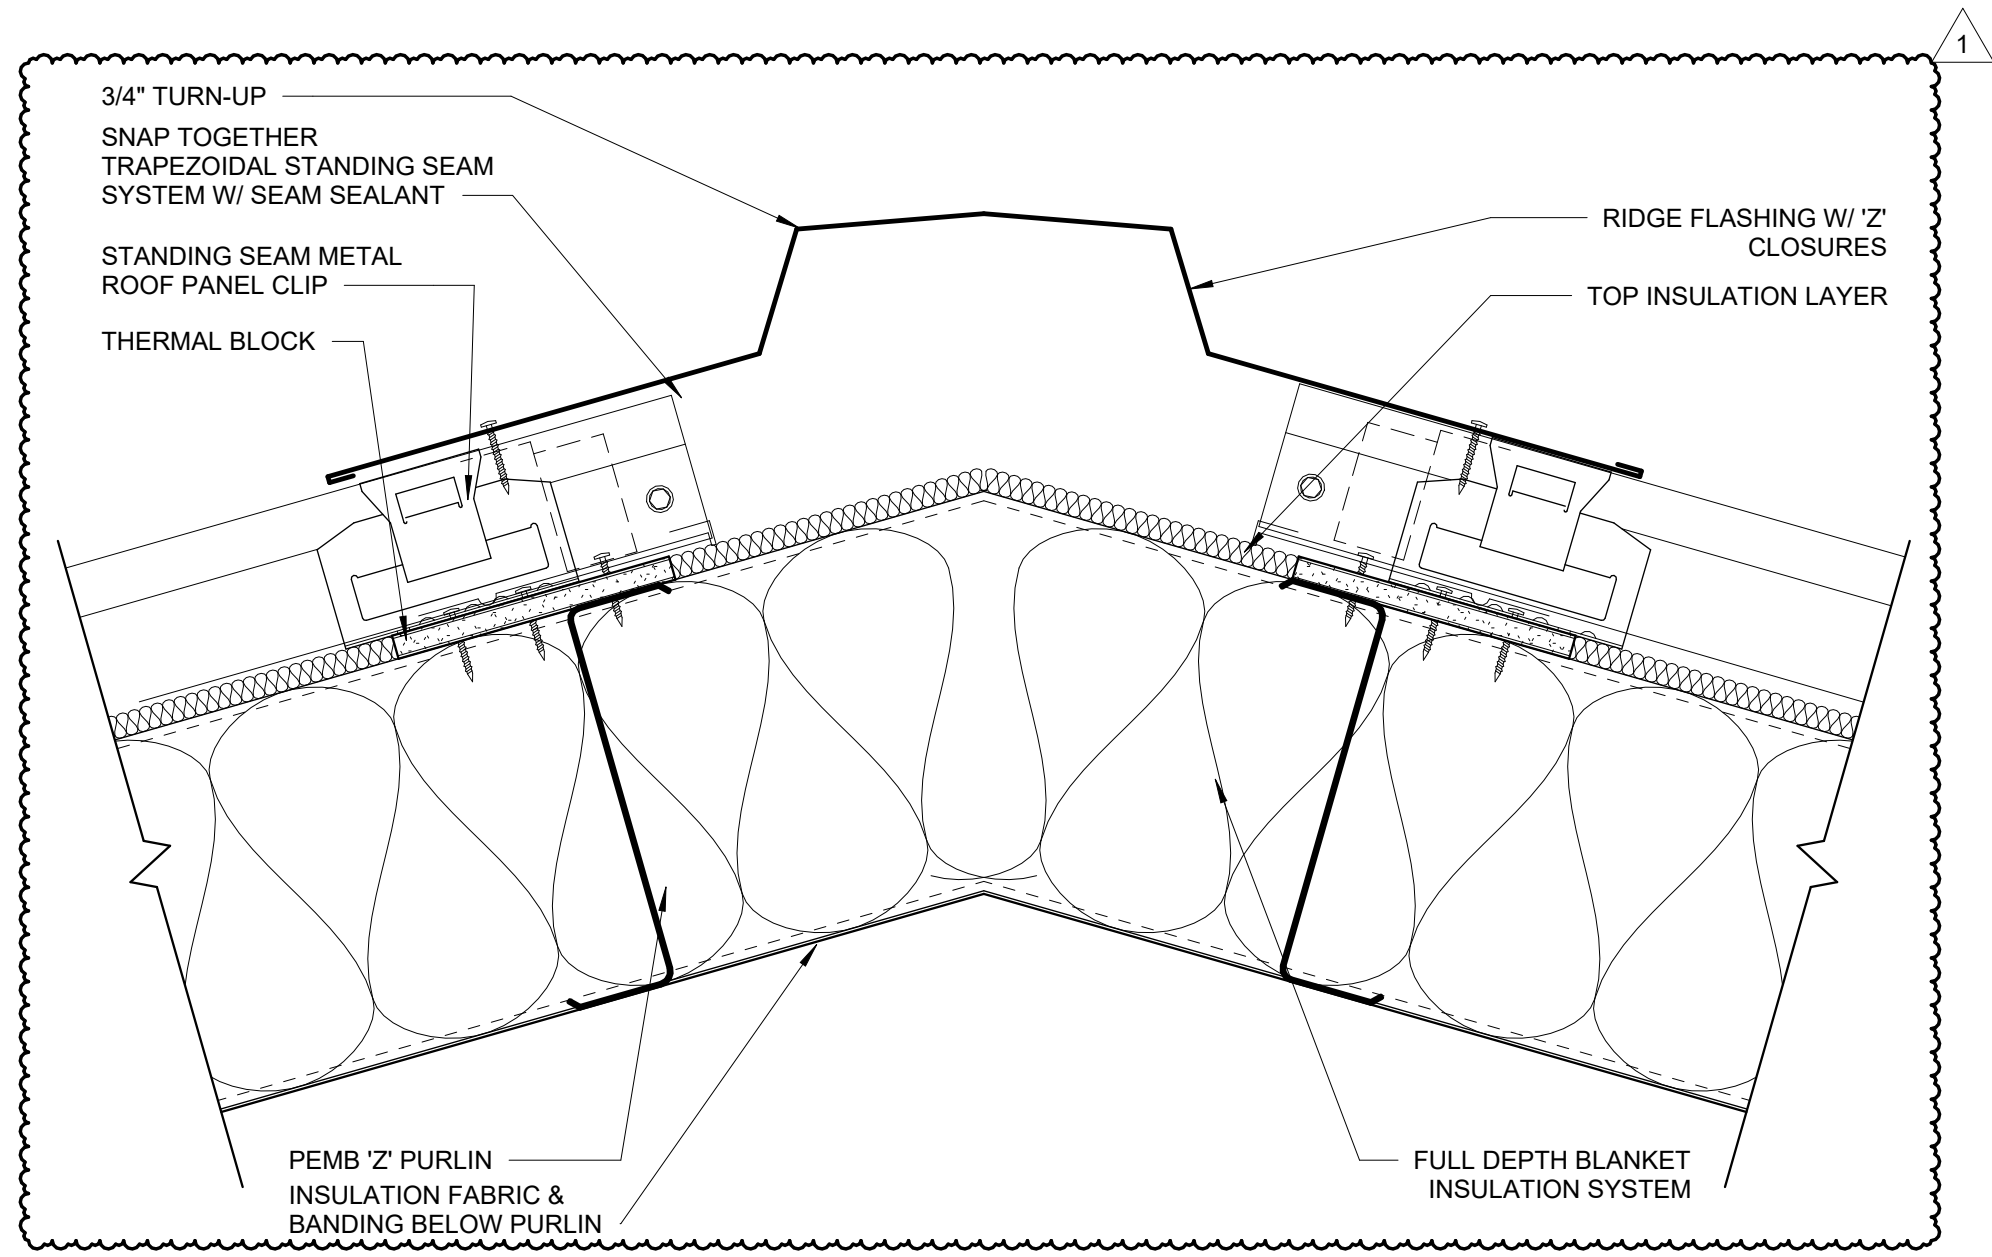 1
3/4" TURN-UP
SNAP TOGETHER
TRAPEZOIDAL STANDING SEAM
SYSTEM W/ SEAM SEALANT
STANDING SEAM METAL
ROOF PANEL CLIP
THERMAL BLOCK
RIDGE FLASHING W/ 'Z'
CLOSURES
TOP INSULATION LAYER
PEMB 'Z' PURLIN
INSULATION FABRIC &
BANDING BELOW PURLIN
FULL DEPTH BLANKET
INSULATION SYSTEM